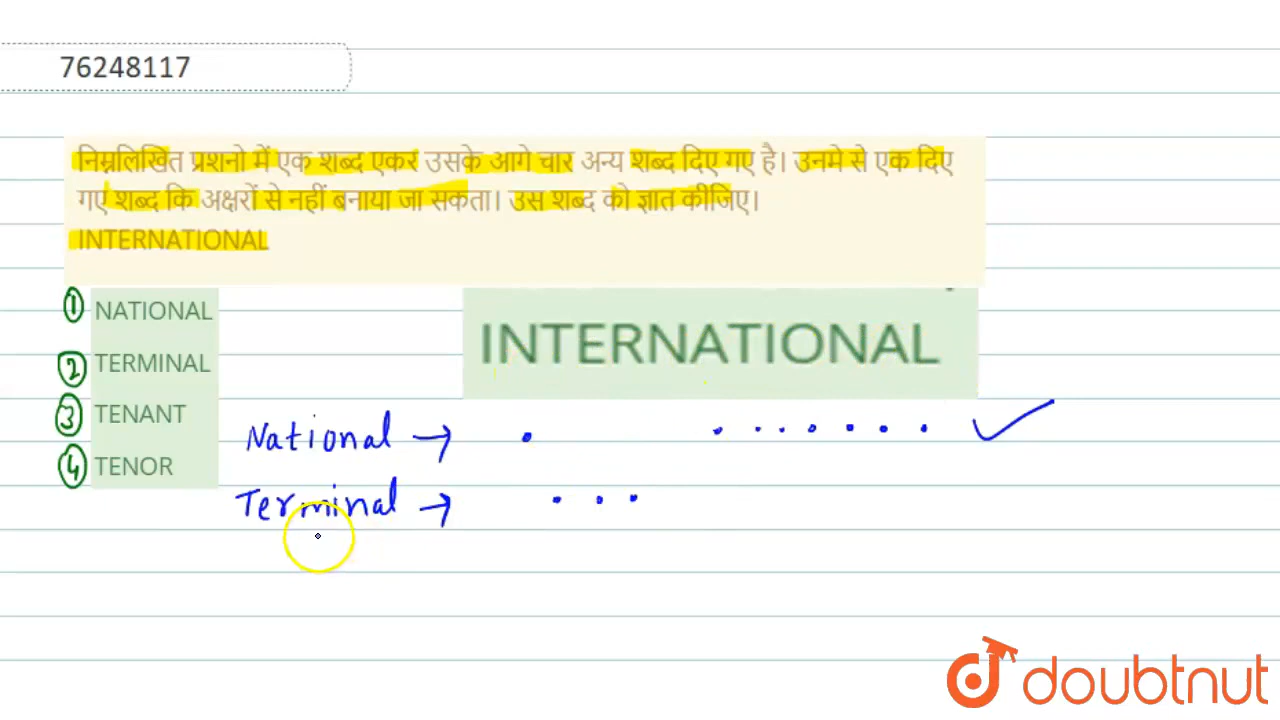 76248117
निम्नलिखित प्रशनो में एक शब्द एकर उसके आगे चार अन्य शब्द दिए गए है। उनमे से एक दिए
गए शब्द कि अक्षरों से नहीं बनाया जा सकता। उस शब्द को ज्ञात कीजिए।
INTERNATIONAL
① NATIONAL
INTERNATIONAL
② TERMINAL
③ TENANT
National →
④ TENOR
Terminal →
doubtnut